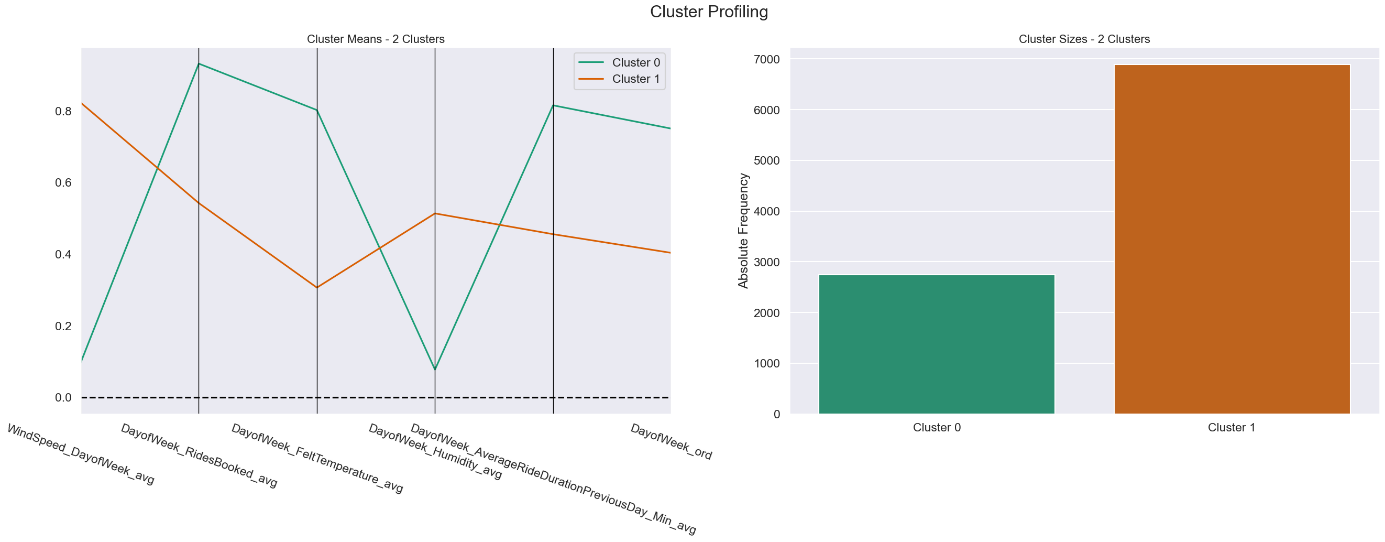 Cluster Profiling
Cluster Means - 2 Clusters
Cluster 0
Cluster 1
0.8
0.6
0.4
0.2
0.0
WindSpeed_DayofWeek_avg
DayofWeek_RidesBooked_avg
DayofWeek_FeltTemperature_avg
DayofWeek_Humidity_avg
DayofWeek_AverageRideDurationPreviousDay_Min_avg
DayofWeek_ord
Cluster Sizes - 2 Clusters
Absolute Frequency
7000
6000
5000
4000
3000
2000
1000
0
Cluster 0
Cluster 1